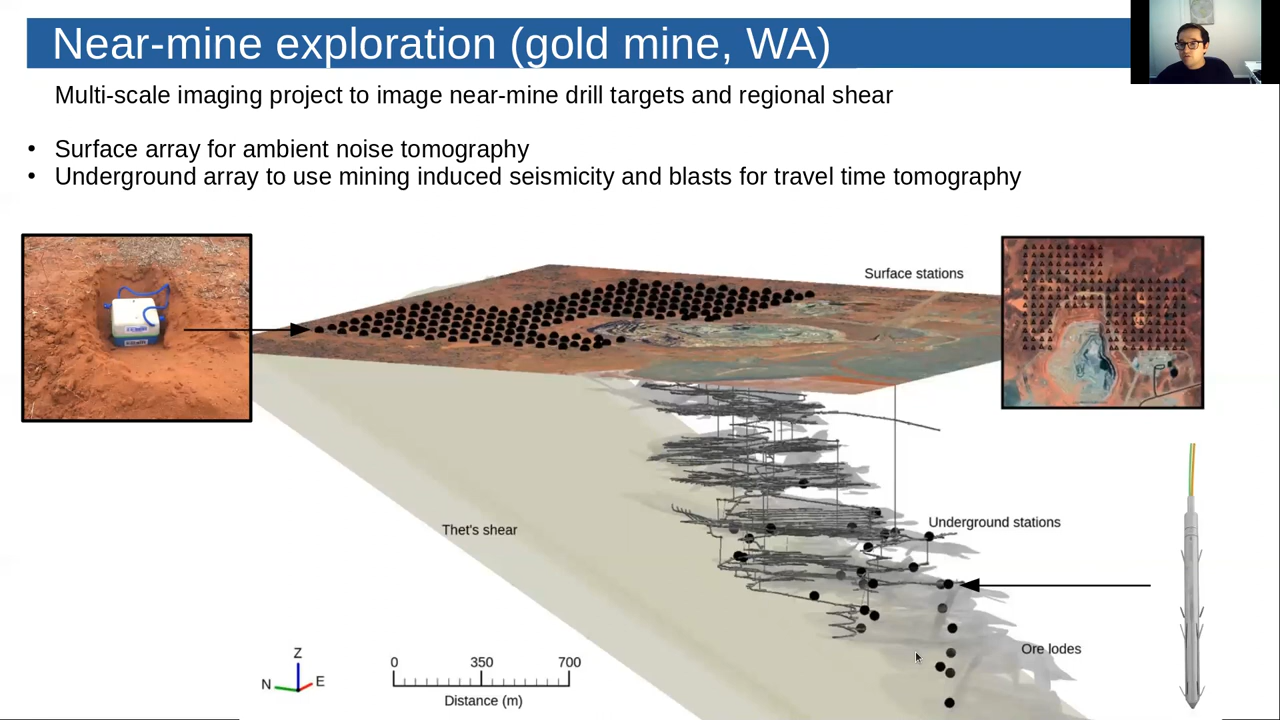 Near-mine exploration (gold mine, WA)
Multi-scale imaging project to image near-mine drill targets and regional shear
• Surface array for ambient noise tomography
• Underground array to use mining induced seismicity and blasts for travel time tomography
Surface stations
Thet's shear
Underground stations
Ore lodes
Z
N E
0 350 700
Distance (m)